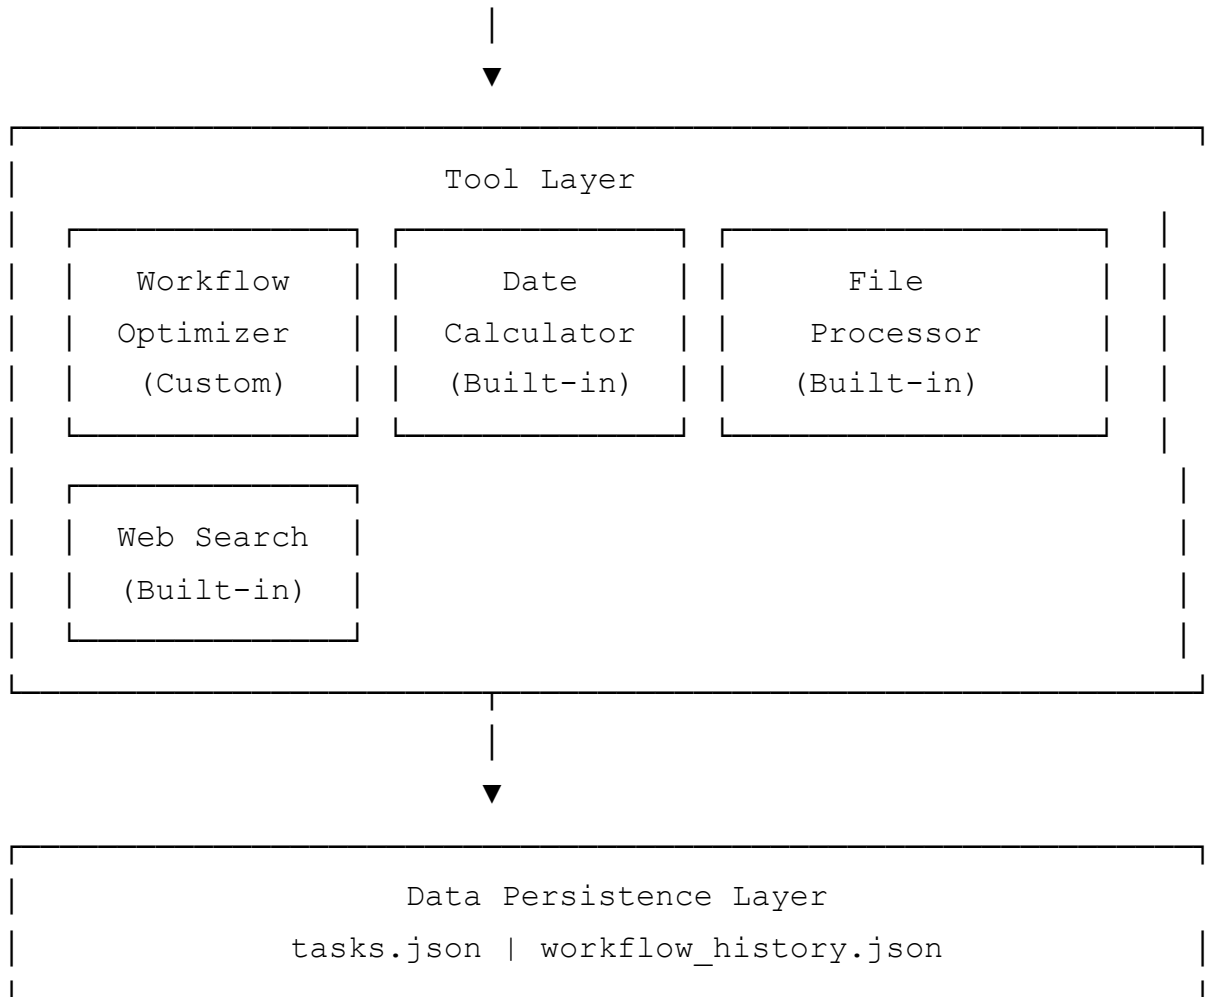 Tool Layer
Workflow Date File
Optimizer Calculator Processor
(Custom) (Built-in) (Built-in)
Web Search
(Built-in)
Data Persistence Layer
tasks.json | workflow_history.json